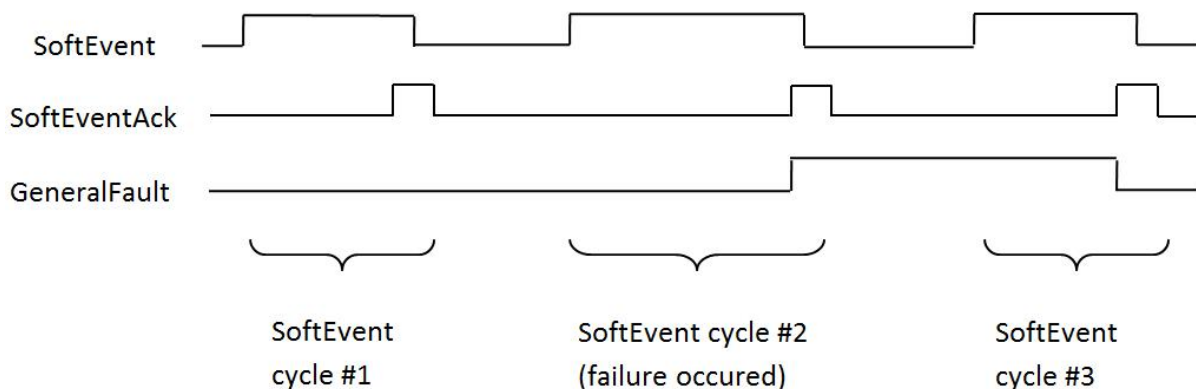 SoftEvent
SoftEventAck
GeneralFault
SoftEvent
cycle #1
SoftEvent cycle #2
(failure occured)
SoftEvent
cycle #3